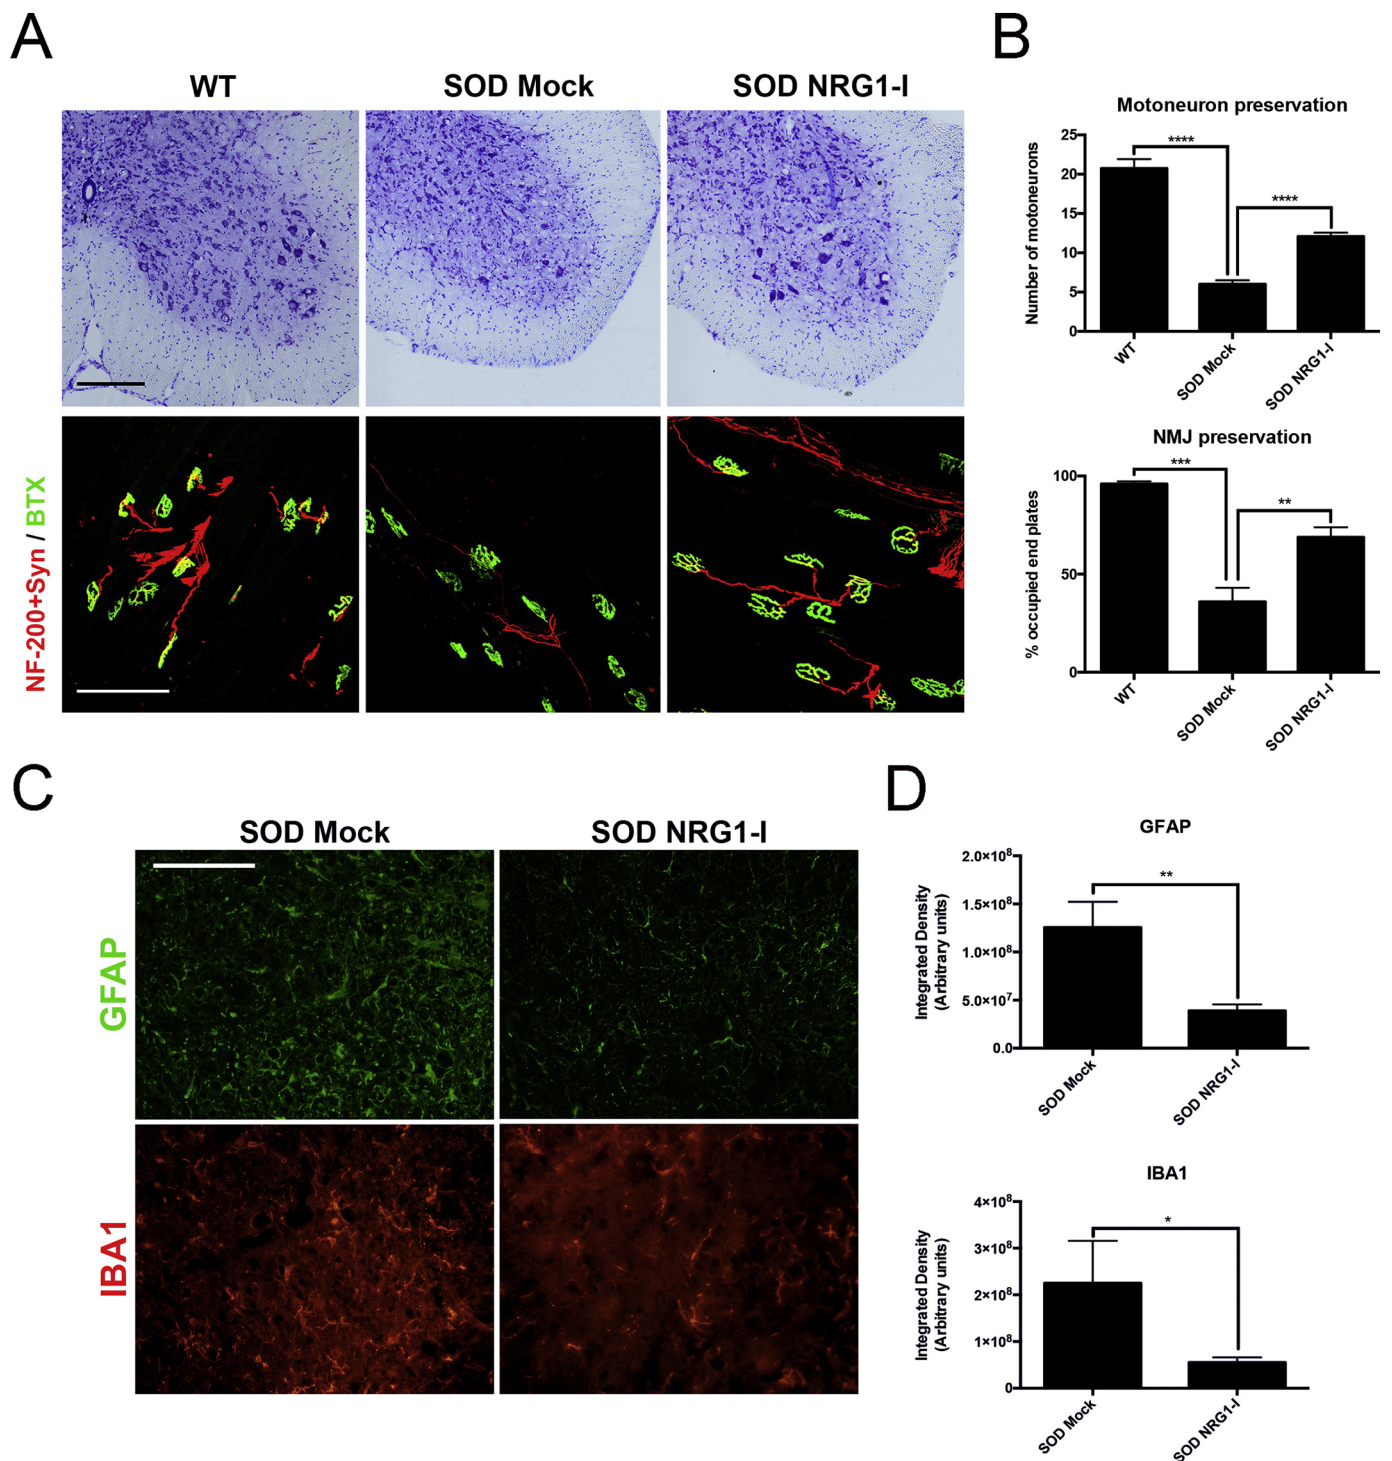 A
WT
SOD Mock
SOD NRG1-I
NF-200+Syn / BTX
B
Motoneuron preservation
Number of motoneurons
25
20
15
10
5
0
****
****
WT
SOD Mock
SOD NRG1-I
NMJ preservation
% occupied end plates
100
50
0
***
**
WT
SOD Mock
SOD NRG1-I
C
SOD Mock
SOD NRG1-I
GFAP
IBA1
D
GFAP
Integrated Density
(Arbitrary units)
2.0×10⁸
1.5×10⁸
1.0×10⁸
5.0×10⁷
0.0
**
SOD Mock
SOD NRG1-I
IBA1
Integrated Density
(Arbitrary units)
4×10⁸
3×10⁸
2×10⁸
1×10⁸
0
*
SOD Mock
SOD NRG1-I